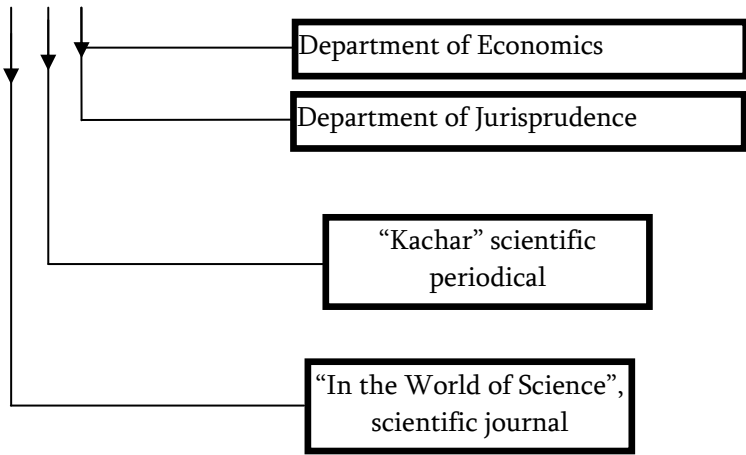 Department of Economics
Department of Jurisprudence
“Kachar” scientific
periodical
“In the World of Science”,
scientific journal